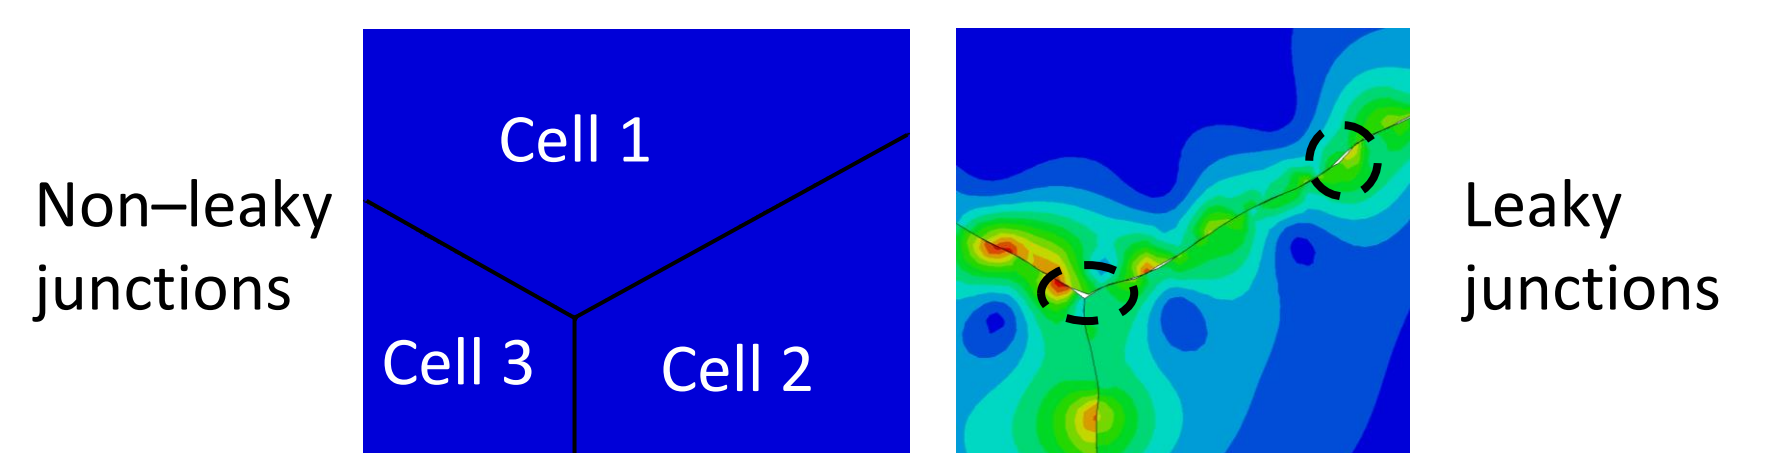 Non–leaky
junctions
Cell 1
Cell 3
Cell 2
Leaky
junctions